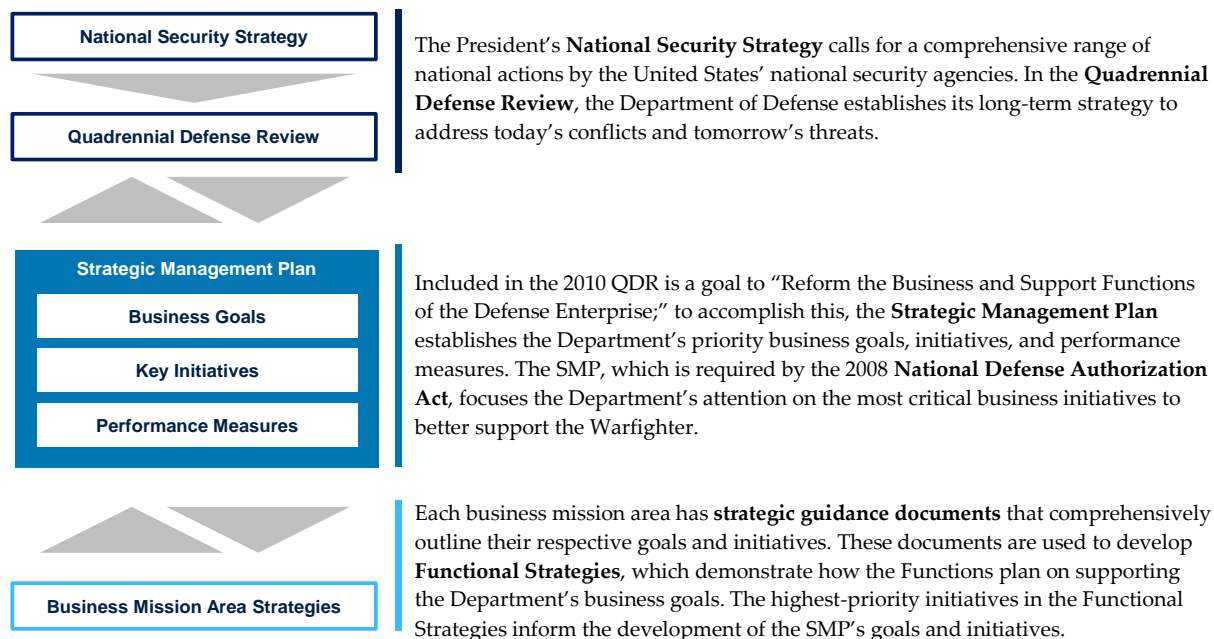 National Security Strategy
Quadrennial Defense Review
The President’s National Security Strategy calls for a comprehensive range of
national actions by the United States’ national security agencies. In the Quadrennial
Defense Review, the Department of Defense establishes its long-term strategy to
address today’s conflicts and tomorrow’s threats.
Strategic Management Plan
Business Goals
Key Initiatives
Performance Measures
Included in the 2010 QDR is a goal to “Reform the Business and Support Functions
of the Defense Enterprise;” to accomplish this, the Strategic Management Plan
establishes the Department’s priority business goals, initiatives, and performance
measures. The SMP, which is required by the 2008 National Defense Authorization
Act, focuses the Department’s attention on the most critical business initiatives to
better support the Warfighter.
Business Mission Area Strategies
Each business mission area has strategic guidance documents that comprehensively
outline their respective goals and initiatives. These documents are used to develop
Functional Strategies, which demonstrate how the Functions plan on supporting
the Department’s business goals. The highest-priority initiatives in the Functional
Strategies inform the development of the SMP’s goals and initiatives.